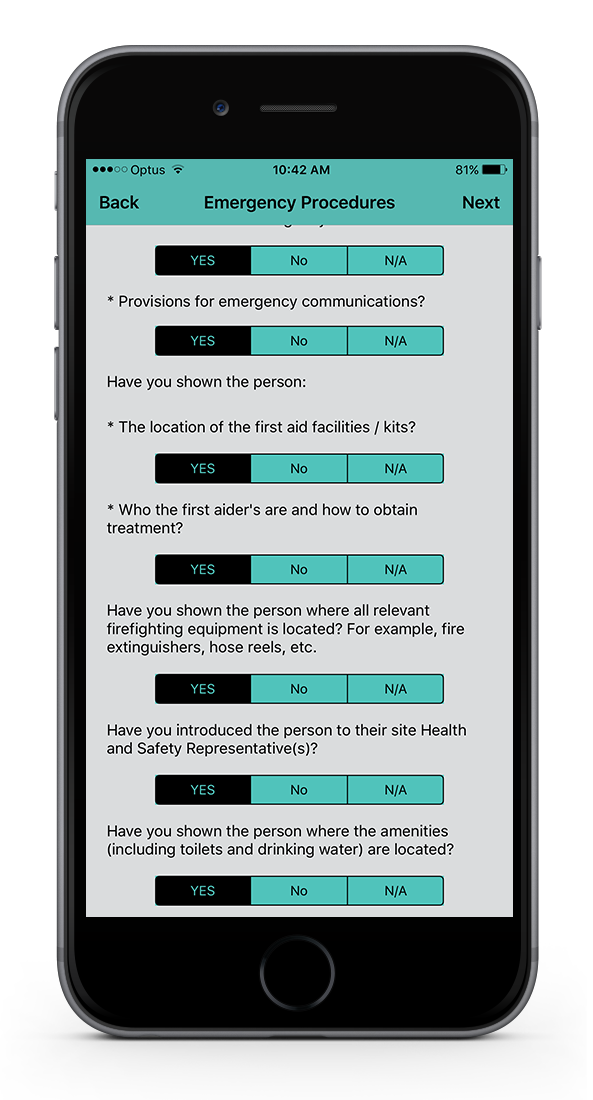 Optus 10:42 AM 81%
Back Emergency Procedures Next
YES No N/A
* Provisions for emergency communications?
YES No N/A
Have you shown the person:
* The location of the first aid facilities / kits?
YES No N/A
* Who the first aider's are and how to obtain
treatment?
YES No N/A
Have you shown the person where all relevant
firefighting equipment is located? For example, fire
extinguishers, hose reels, etc.
YES No N/A
Have you introduced the person to their site Health
and Safety Representative(s)?
YES No N/A
Have you shown the person where the amenities
(including toilets and drinking water) are located?
YES No N/A